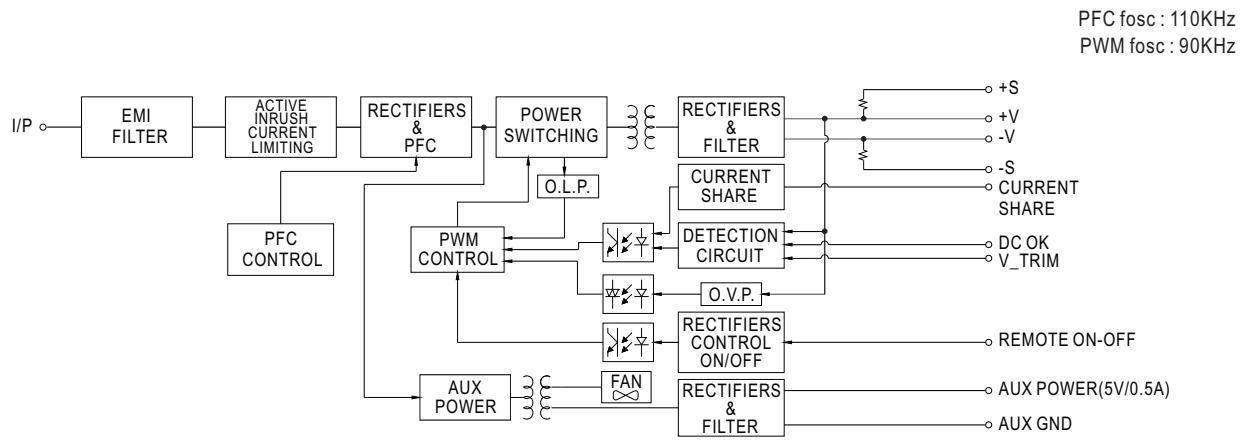 PFC fosc : 110KHz
PWM fosc : 90KHz
I/P
EMI
FILTER
ACTIVE
INRUSH
CURRENT
LIMITING
RECTIFIERS
&
PFC
POWER
SWITCHING
RECTIFIERS
&
FILTER
+S
+V
-V
-S
O.L.P.
CURRENT
SHARE
CURRENT
SHARE
PFC
CONTROL
PWM
CONTROL
DETECTION
CIRCUIT
DC OK
V_TRIM
O.V.P.
RECTIFIERS
CONTROL
ON/OFF
REMOTE ON-OFF
AUX
POWER
FAN
RECTIFIERS
&
FILTER
AUX POWER(5V/0.5A)
AUX GND